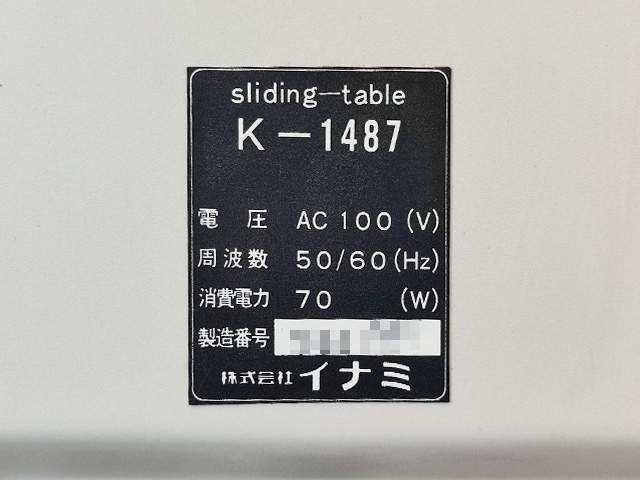 sliding-table
K-1487
電圧 AC 100 (V)
周波数 50/60 (Hz)
消費電力 70 (W)
製造番号
株式会社 イナミ